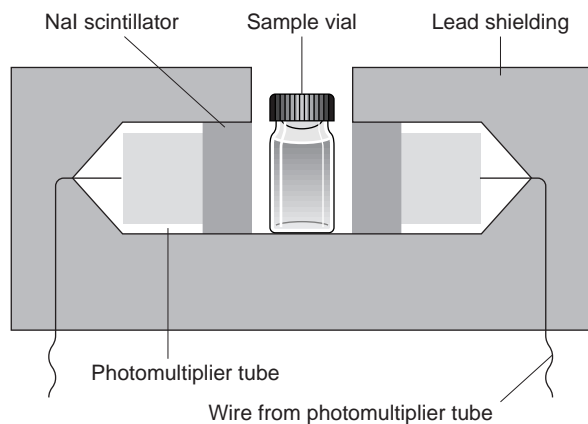 NaI scintillator
Sample vial
Lead shielding
Photomultiplier tube
Wire from photomultiplier tube